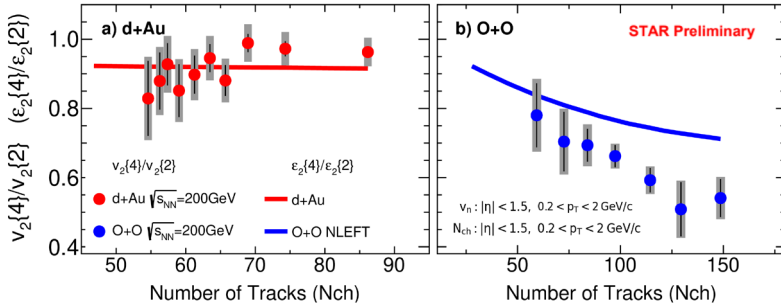 v₂{4}/v₂{2} (ε₂{4}/ε₂{2})
1.0
0.8
0.6
0.4
a) d+Au
v₂{4}/v₂{2} ε₂{4}/ε₂{2}
d+Au √sNN=200GeV d+Au
O+O √sNN=200GeV O+O NLEFT
50 60 70 80 90
Number of Tracks (Nch)
b) O+O STAR Preliminary
vₙ : |η| < 1.5, 0.2 < pT < 2 GeV/c
Nch : |η| < 1.5, 0.2 < pT < 2 GeV/c
50 100 150
Number of Tracks (Nch)